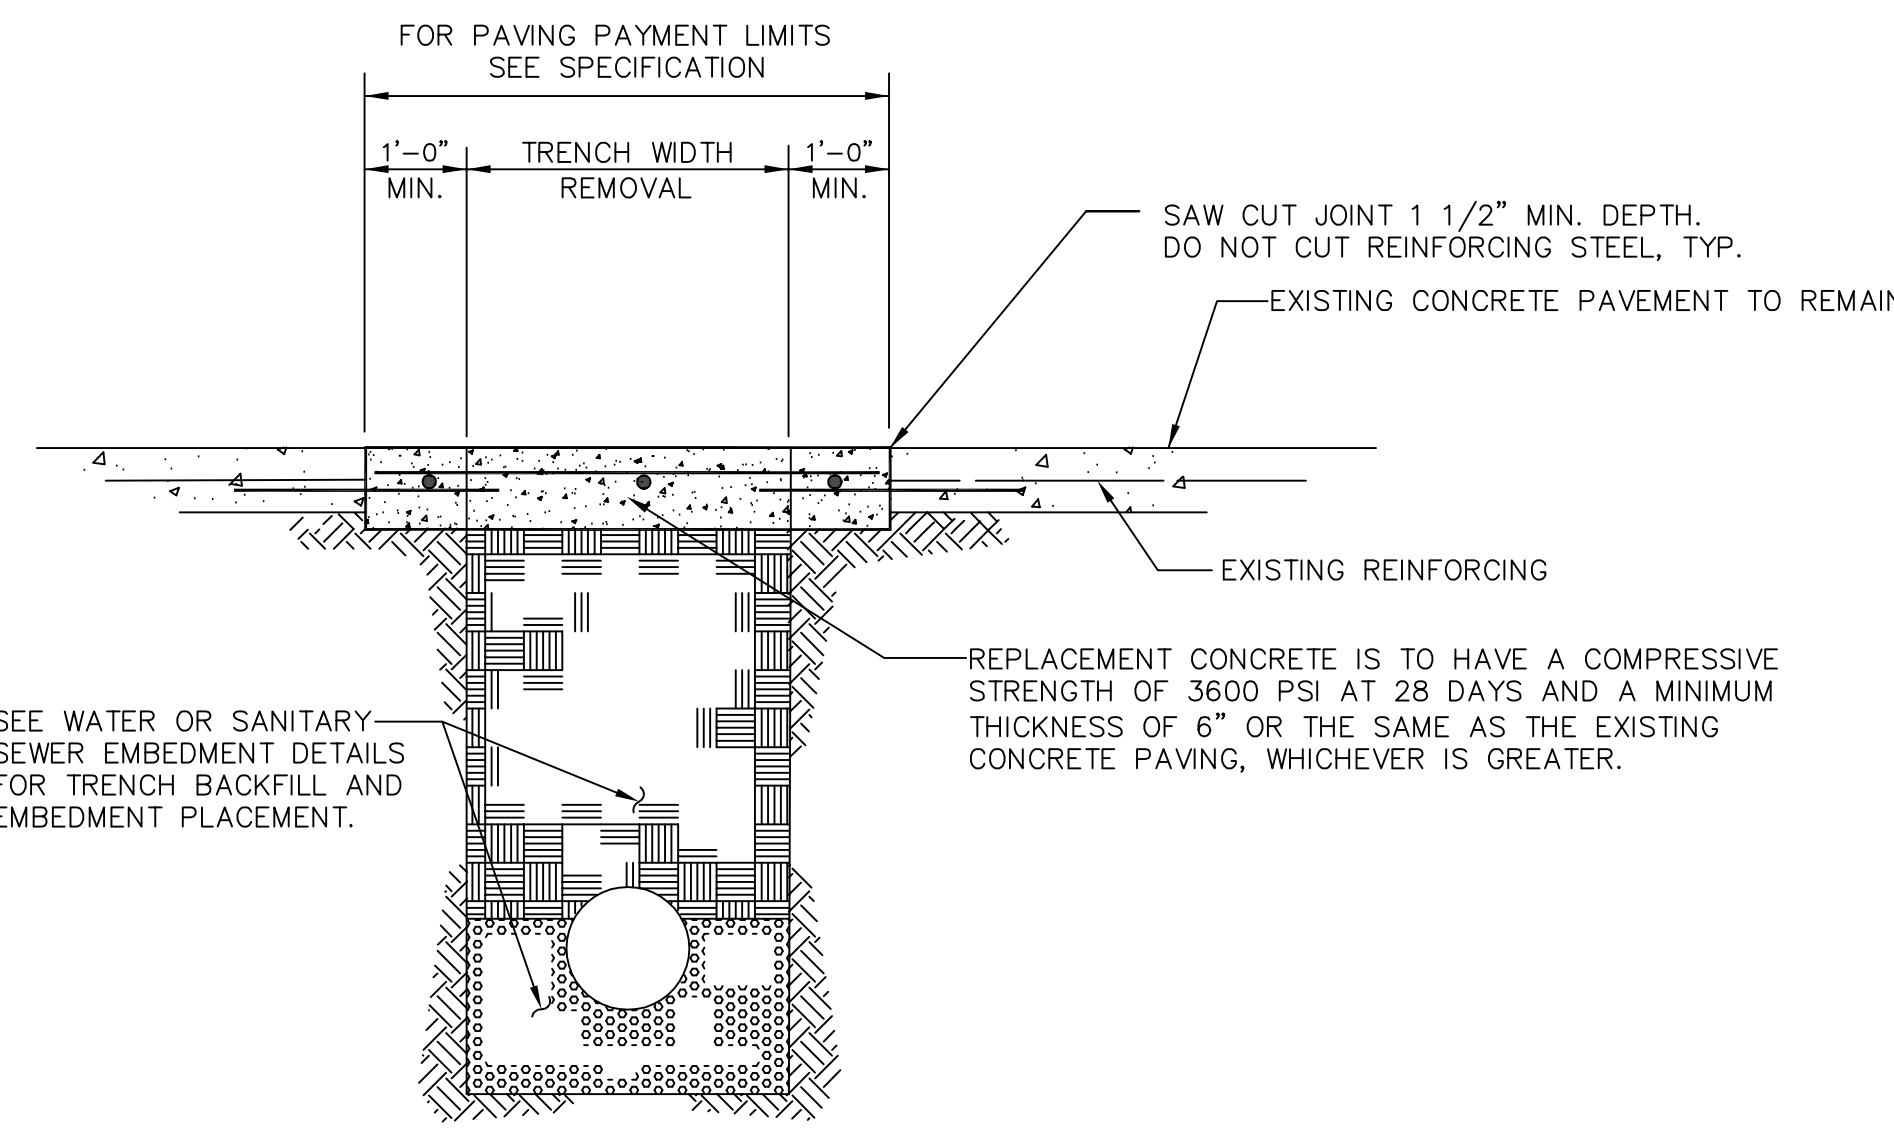 FOR PAVING PAYMENT LIMITS
SEE SPECIFICATION
1'-0"
MIN.
TRENCH WIDTH
REMOVAL
1'-0"
MIN.
SAW CUT JOINT 1 1/2" MIN. DEPTH.
DO NOT CUT REINFORCING STEEL, TYP.
EXISTING CONCRETE PAVEMENT TO REMAIN
EXISTING REINFORCING
REPLACEMENT CONCRETE IS TO HAVE A COMPRESSIVE
STRENGTH OF 3600 PSI AT 28 DAYS AND A MINIMUM
THICKNESS OF 6" OR THE SAME AS THE EXISTING
CONCRETE PAVING, WHICHEVER IS GREATER.
SEE WATER OR SANITARY
SEWER EMBEDMENT DETAILS
FOR TRENCH BACKFILL AND
EMBEDMENT PLACEMENT.